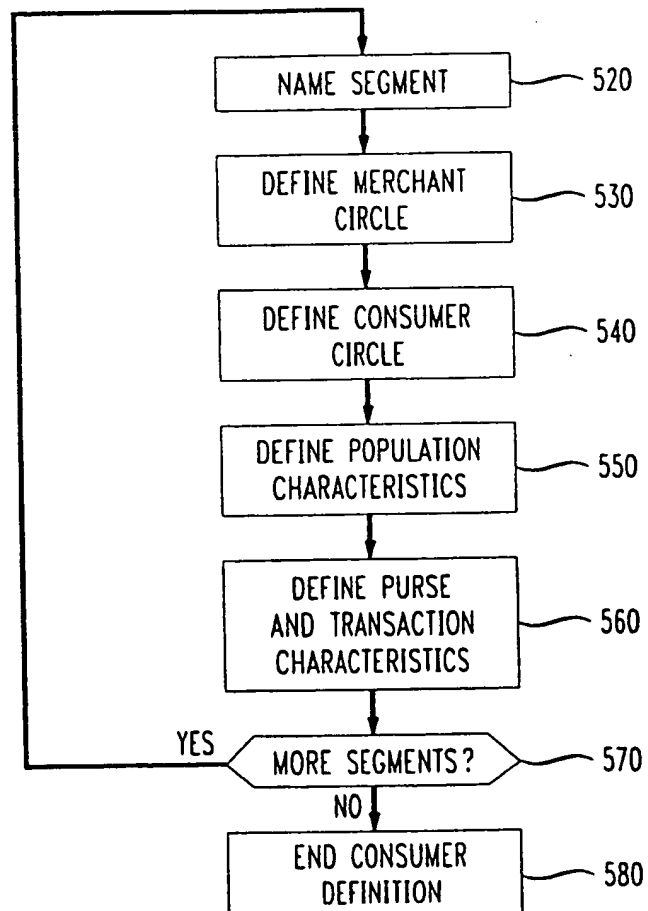 NAME SEGMENT
520
DEFINE MERCHANT
CIRCLE
530
DEFINE CONSUMER
CIRCLE
540
DEFINE POPULATION
CHARACTERISTICS
550
DEFINE PURSE
AND TRANSACTION
CHARACTERISTICS
560
YES
MORE SEGMENTS?
570
NO
END CONSUMER
DEFINITION
580